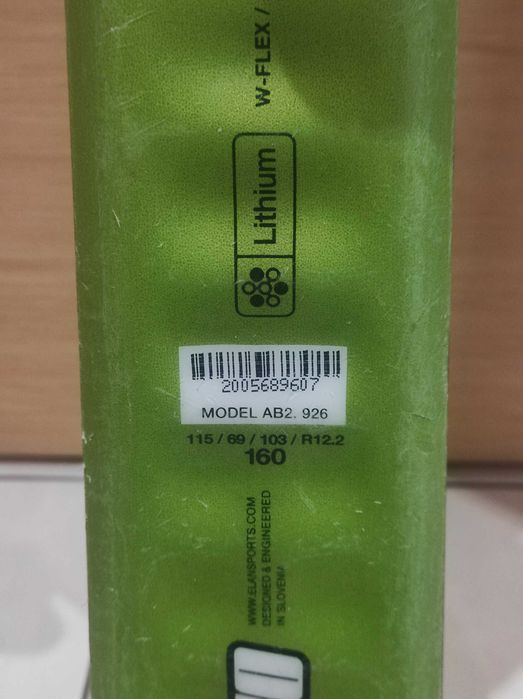 W-FLEX /
Lithium
2005689607
MODEL AB2. 926
115 / 69 / 103 / R12.2
160
WWW.ELANSPORTS.COM
DESIGNED & ENGINEERED
IN SLOVENIA